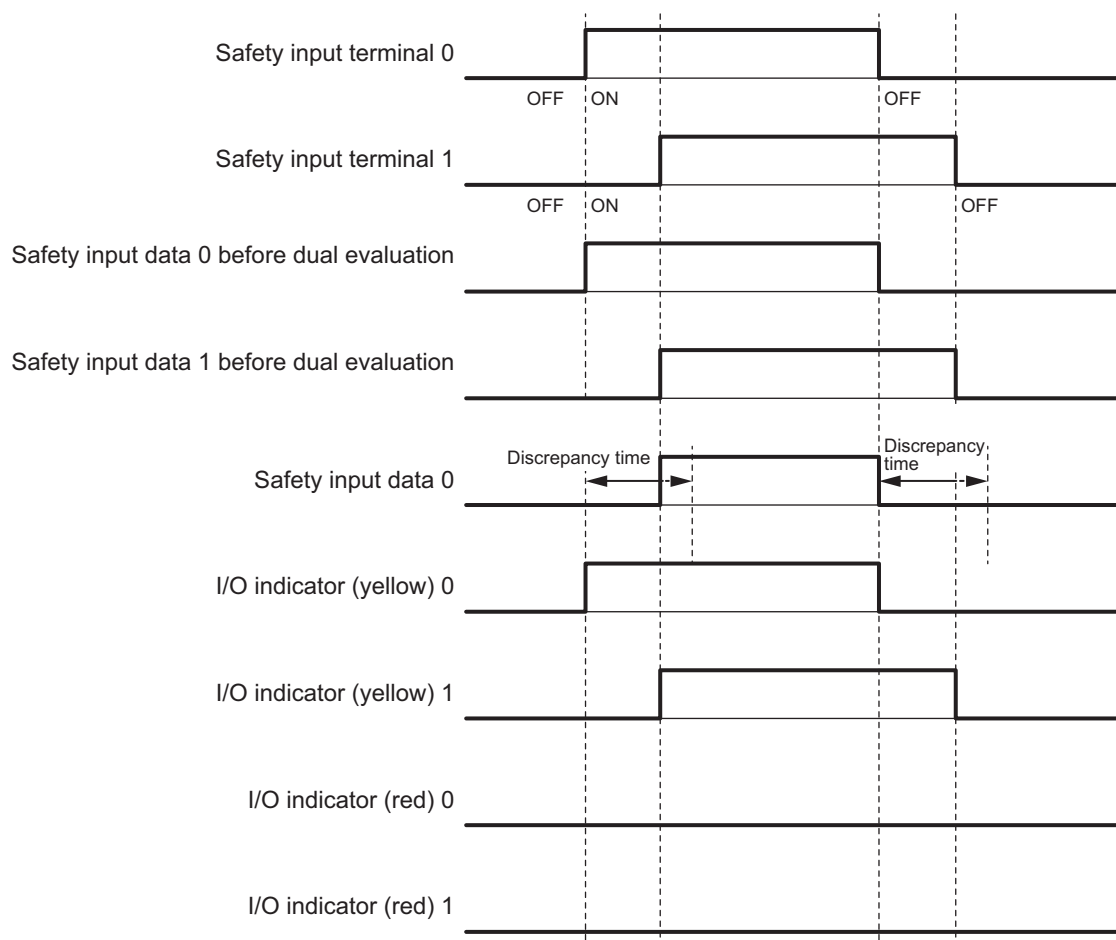 Safety input terminal 0
OFF ON OFF
Safety input terminal 1
OFF ON OFF
Safety input data 0 before dual evaluation
Safety input data 1 before dual evaluation
Safety input data 0
Discrepancy time
Discrepancy
time
I/O indicator (yellow) 0
I/O indicator (yellow) 1
I/O indicator (red) 0
I/O indicator (red) 1